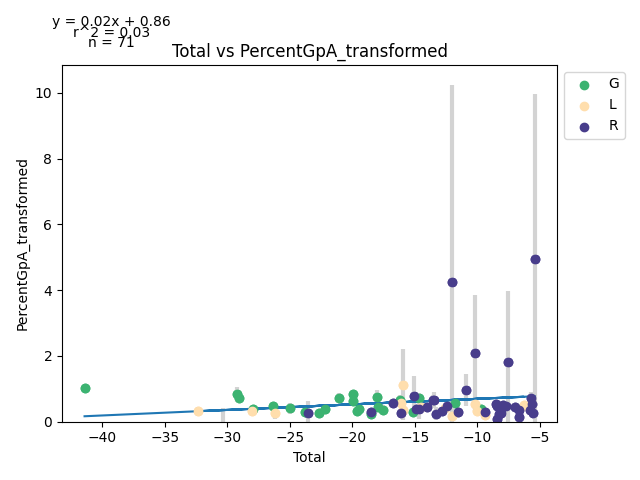 y = 0.02x + 0.86
r^2 = 0.03
n = 71
Total vs PercentGpA_transformed
G
L
R
PercentGpA_transformed
10
8
6
4
2
0
−40 −35 −30 −25 −20 −15 −10 −5
Total